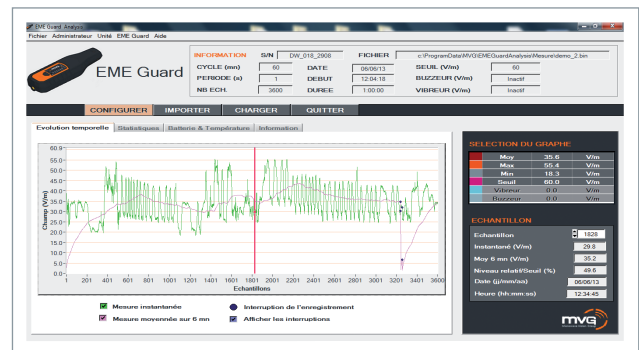 EME Guard Analysis
Fichier Administrateur Unité EME Guard Aide
EME Guard
INFORMATION S/N DW_018_2908 FICHIER c:\ProgramData\MVG\EMEGuardAnalysis\Mesure\demo_2.bin
CYCLE (mn) 60 DATE 06/06/13 SEUIL (V/m) 60
PERIODE (s) 1 DEBUT 12:04:18 BUZZEUR (V/m) Inactif
NB ECH. 3600 DUREE 1:00:00 VIBREUR (V/m) Inactif
CONFIGURER IMPORTER CHARGER QUITTER
Evolution temporelle Statistiques Batterie & Température Information
Champ (V/m)
60.9
55.0
50.0
45.0
40.0
35.0
30.0
25.0
20.0
15.0
10.0
5.0
0.0
1 201 401 601 801 1001 1201 1401 1601 1801 2001 2201 2401 2601 2801 3001 3201 3401 3600
Echantillons
Mesure instantanée
Interruption de l'enregistrement
Mesure moyennée sur 6 mn
Afficher les interruptions
SELECTION DU GRAPHE
Moy 35.6 V/m
Max 55.4 V/m
Min 18.3 V/m
Seuil 60.0 V/m
Vibreur 0.0 V/m
Buzzeur 0.0 V/m
ECHANTILLON
Echantillon 1828
Instantané (V/m) 29.8
Moy 6 mn (V/m) 35.2
Niveau relatif/Seuil (%) 49.6
Date (jj/mm/aa) 06/06/13
Heure (hh:mm:ss) 12:34:45
mvg